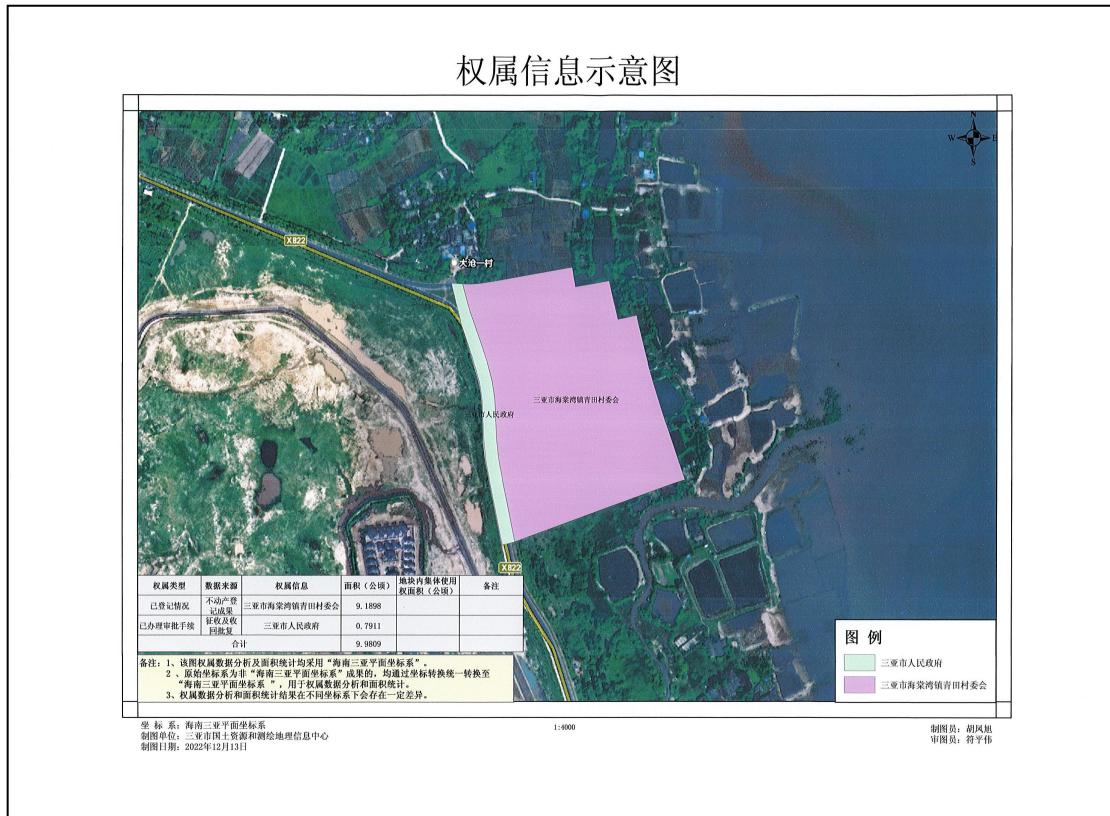 权属信息示意图
N
W
E
S
X822
大沧一村
三亚市海棠湾镇青田村委会
三亚市人民政府
X822
权属类型 数据来源 权属信息 面积（公顷） 地块内集体使用权面积（公顷） 备注
已登记情况 不动产登记成果 三亚市海棠湾镇青田村委会 9.1898
已办理审批手续 征收及收回批复 三亚市人民政府 0.7911
合计 9.9809
备注：1、该图权属数据分析及面积统计均采用“海南三亚平面坐标系”。
2、原始坐标系为非“海南三亚平面坐标系”成果的，均通过坐标转换统一转换至
“海南三亚平面坐标系 ”，用于权属数据分析和面积统计。
3、权属数据分析和面积统计结果在不同坐标系下会存在一定差异。
图 例
三亚市人民政府
三亚市海棠湾镇青田村委会
坐 标 系：海南三亚平面坐标系
制图单位：三亚市国土资源和测绘地理信息中心
制图日期：2022年12月13日
1:4000
制图员：胡凤旭
审图员：符平伟